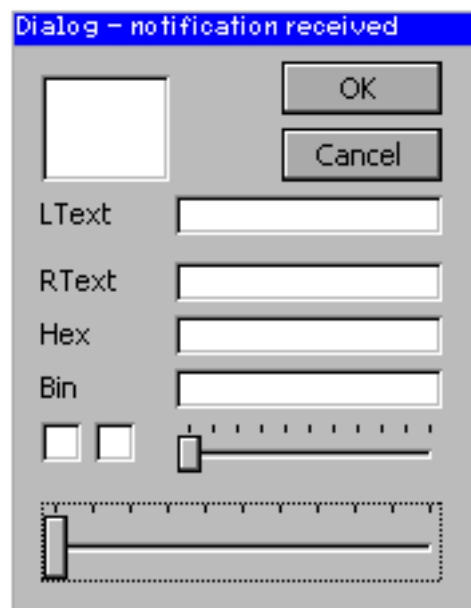 Dialog – notification received
OK
Cancel
LText
RText
Hex
Bin